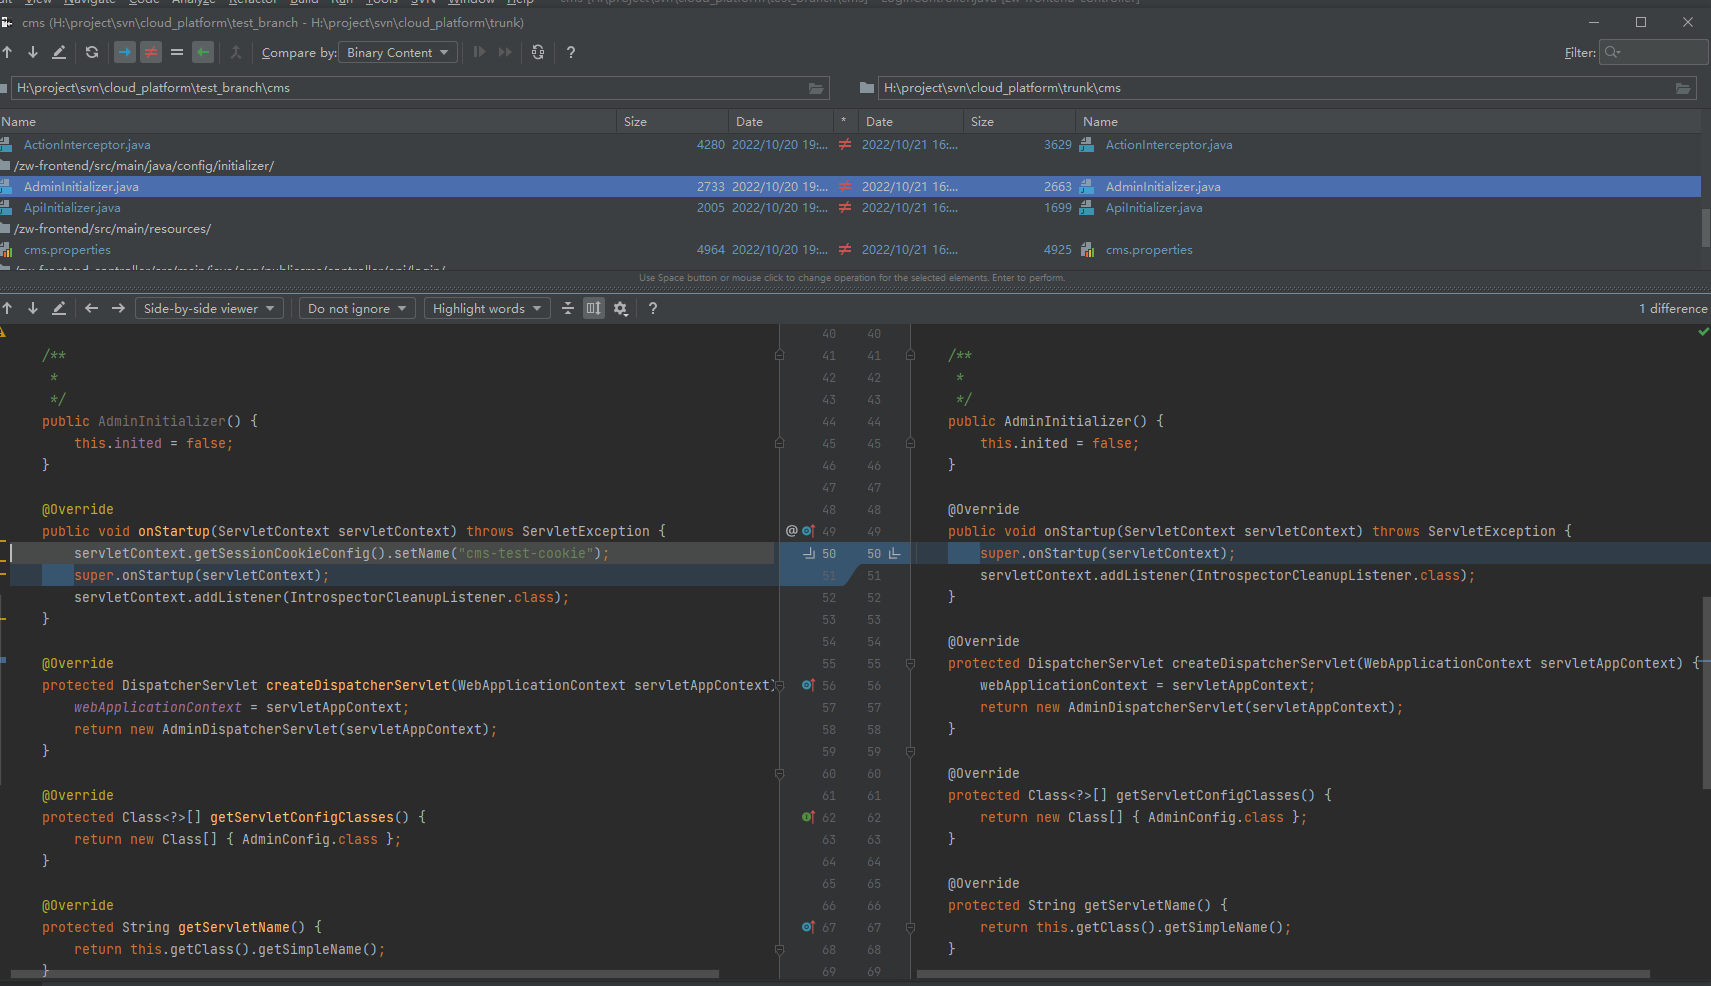 View Navigate Code Analyze Refactor Build Run Tools SVN Window Help
cms (H:\project\svn\cloud_platform\test_branch - H:\project\svn\cloud_platform\trunk)
Compare by: Binary Content
Filter:
H:\project\svn\cloud_platform\test_branch\cms
H:\project\svn\cloud_platform\trunk\cms
Name Size Date * Date Size Name
ActionInterceptor.java 4280 2022/10/20 19:... ≠ 2022/10/21 16:... 3629 ActionInterceptor.java
/zw-frontend/src/main/java/config/initializer/
AdminInitializer.java 2733 2022/10/20 19:... ≠ 2022/10/21 16:... 2663 AdminInitializer.java
ApiInitializer.java 2005 2022/10/20 19:... ≠ 2022/10/21 16:... 1699 ApiInitializer.java
/zw-frontend/src/main/resources/
cms.properties 4964 2022/10/20 19:... ≠ 2022/10/21 16:... 4925 cms.properties
Use Space button or mouse click to change operation for the selected elements. Enter to perform.
Side-by-side viewer Do not ignore Highlight words ? 1 difference
40 40
/** 41 41 /**
* 42 42 *
*/ 43 43 */
public AdminInitializer() { 44 44 public AdminInitializer() {
this.inited = false; 45 45 this.inited = false;
} 46 46 }
47 47
@Override 48 48 @Override
public void onStartup(ServletContext servletContext) throws ServletException { @ 49 49 public void onStartup(ServletContext servletContext) throws ServletException {
servletContext.getSessionCookieConfig().setName("cms-test-cookie"); 50 50 super.onStartup(servletContext);
super.onStartup(servletContext); 51 51 servletContext.addListener(IntrospectorCleanupListener.class);
servletContext.addListener(IntrospectorCleanupListener.class); 52 52 }
} 53 53
54 54 @Override
@Override 55 55 protected DispatcherServlet createDispatcherServlet(WebApplicationContext servletAppContext) {
protected DispatcherServlet createDispatcherServlet(WebApplicationContext servletAppContext) 56 56 webApplicationContext = servletAppContext;
webApplicationContext = servletAppContext; 57 57 return new AdminDispatcherServlet(servletAppContext);
return new AdminDispatcherServlet(servletAppContext); 58 58 }
} 59 59
60 60 @Override
@Override 61 61 protected Class<?>[] getServletConfigClasses() {
protected Class<?>[] getServletConfigClasses() { 62 62 return new Class[] { AdminConfig.class };
return new Class[] { AdminConfig.class }; 63 63 }
} 64 64
65 65 @Override
@Override 66 66 protected String getServletName() {
protected String getServletName() { 67 67 return this.getClass().getSimpleName();
return this.getClass().getSimpleName(); 68 68 }
} 69 69